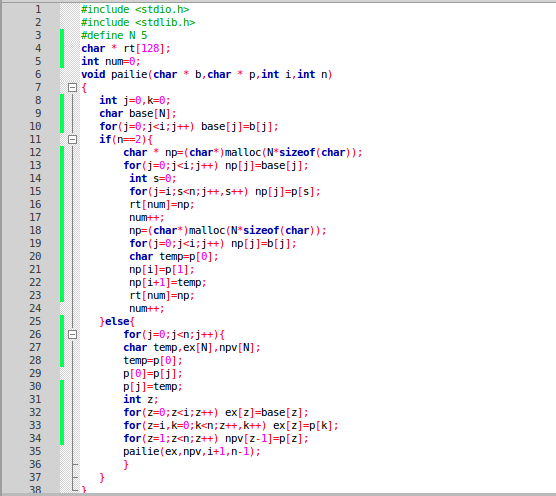 1 #include <stdio.h>
2 #include <stdlib.h>
3 #define N 5
4 char * rt[128];
5 int num=0;
6 void pailie(char * b,char * p,int i,int n)
7 {
8 int j=0,k=0;
9 char base[N];
10 for(j=0;j<i;j++) base[j]=b[j];
11 if(n==2){
12 char * np=(char*)malloc(N*sizeof(char));
13 for(j=0;j<i;j++) np[j]=base[j];
14 int s=0;
15 for(j=i;s<n;j++,s++) np[j]=p[s];
16 rt[num]=np;
17 num++;
18 np=(char*)malloc(N*sizeof(char));
19 for(j=0;j<i;j++) np[j]=b[j];
20 char temp=p[0];
21 np[i]=p[1];
22 np[i+1]=temp;
23 rt[num]=np;
24 num++;
25 }else{
26 for(j=0;j<n;j++){
27 char temp,ex[N],npv[N];
28 temp=p[0];
29 p[0]=p[j];
30 p[j]=temp;
31 int z;
32 for(z=0;z<i;z++) ex[z]=base[z];
33 for(z=i,k=0;k<n;z++,k++) ex[z]=p[k];
34 for(z=1;z<n;z++) npv[z-1]=p[z];
35 pailie(ex,npv,i+1,n-1);
36 }
37 }
38 }